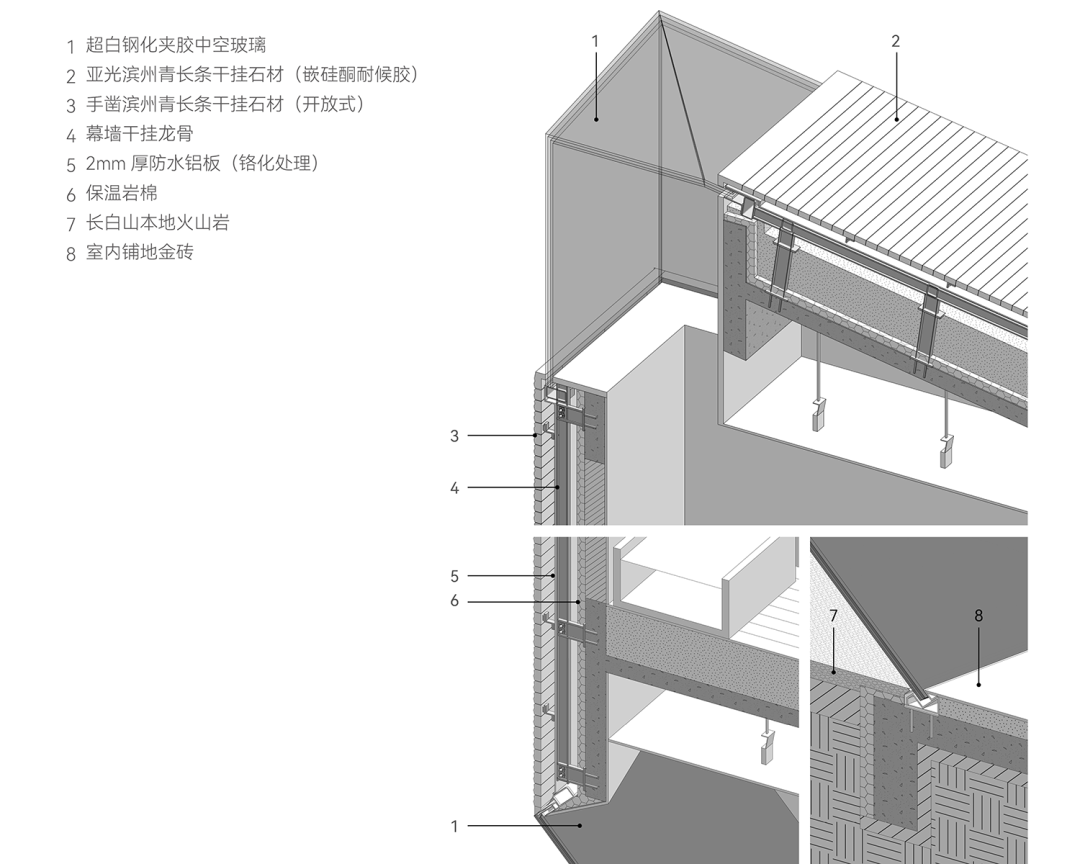 1 超白钢化夹胶中空玻璃
2 亚光滨州青长条干挂石材（嵌硅酮耐候胶）
3 手凿滨州青长条干挂石材（开放式）
4 幕墙干挂龙骨
5 2mm 厚防水铝板（铬化处理）
6 保温岩棉
7 长白山本地火山岩
8 室内铺地金砖
1
2
3
4
5
6
7
8
1